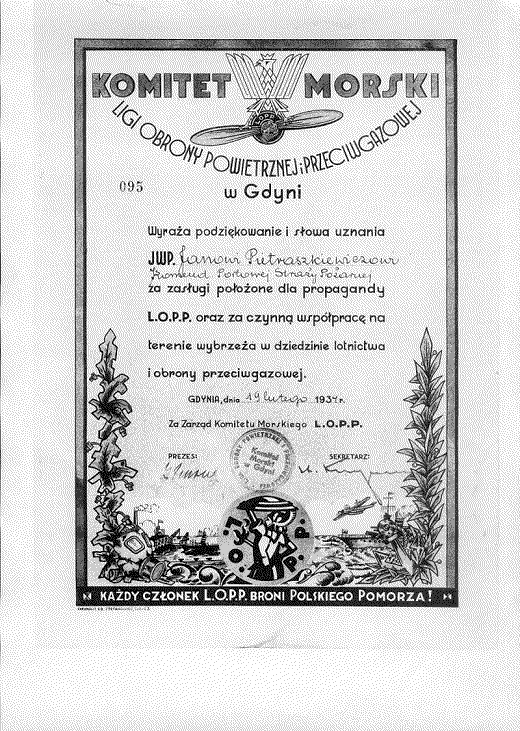 KOMITET MORSKI
LIGI OBRONY POWIETRZNEJ i PRZECIWGAZOWEJ
w Gdyni
095
Wyraża podziękowanie i słowa uznania
JWP. Janowi Pietraszkiewiczowi
Komend Portowej Straży Pożarnej
za zasługi położone dla propagandy
L.O.P.P. oraz za czynną współpracę na
terenie wybrzeża w dziedzinie lotnictwa
i obrony przeciwgazowej.
GDYNIA, dnia 19 lutego 1934 r.
Za Zarząd Komitetu Morskiego L.O.P.P.
PREZES: SEKRETARZ:
Komitet
Morski
w Gdyni
L.O.P.P.
KAŻDY CZŁONEK L.O.P.P. BRONI POLSKIEGO POMORZA!